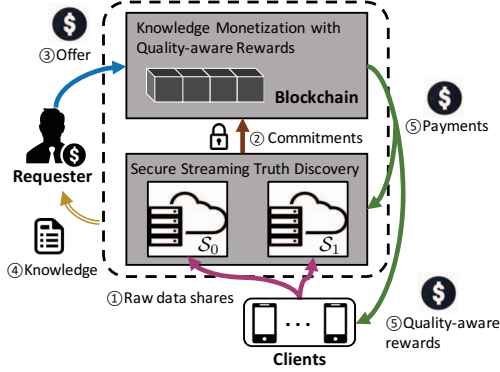 Knowledge Monetization with
Quality-aware Rewards
Blockchain
$
③Offer
$
⑤Payments
② Commitments
$
Requester
Secure Streaming Truth Discovery
S₀
S₁
④Knowledge
①Raw data shares
$
⑤Quality-aware
rewards
...
Clients